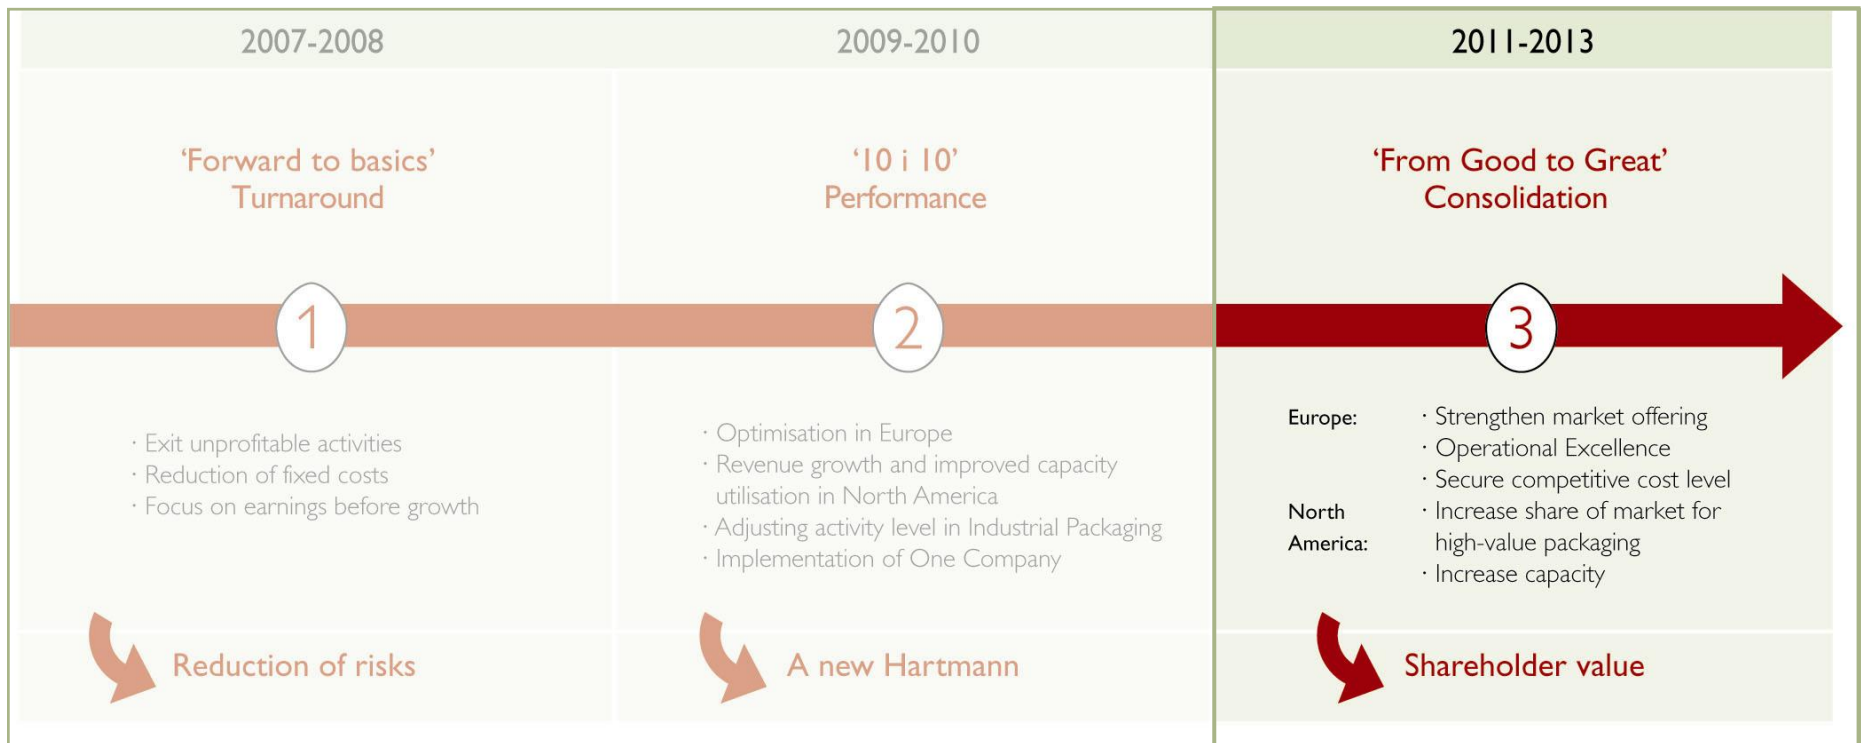 2007-2008
2009-2010
2011-2013
‘Forward to basics’
Turnaround
‘10 i 10’
Performance
‘From Good to Great’
Consolidation
1
2
3
· Exit unprofitable activities
· Reduction of fixed costs
· Focus on earnings before growth
· Optimisation in Europe
· Revenue growth and improved capacity
utilisation in North America
· Adjusting activity level in Industrial Packaging
· Implementation of One Company
Europe: · Strengthen market offering
· Operational Excellence
· Secure competitive cost level
North · Increase share of market for
America: high-value packaging
· Increase capacity
Reduction of risks
A new Hartmann
Shareholder value